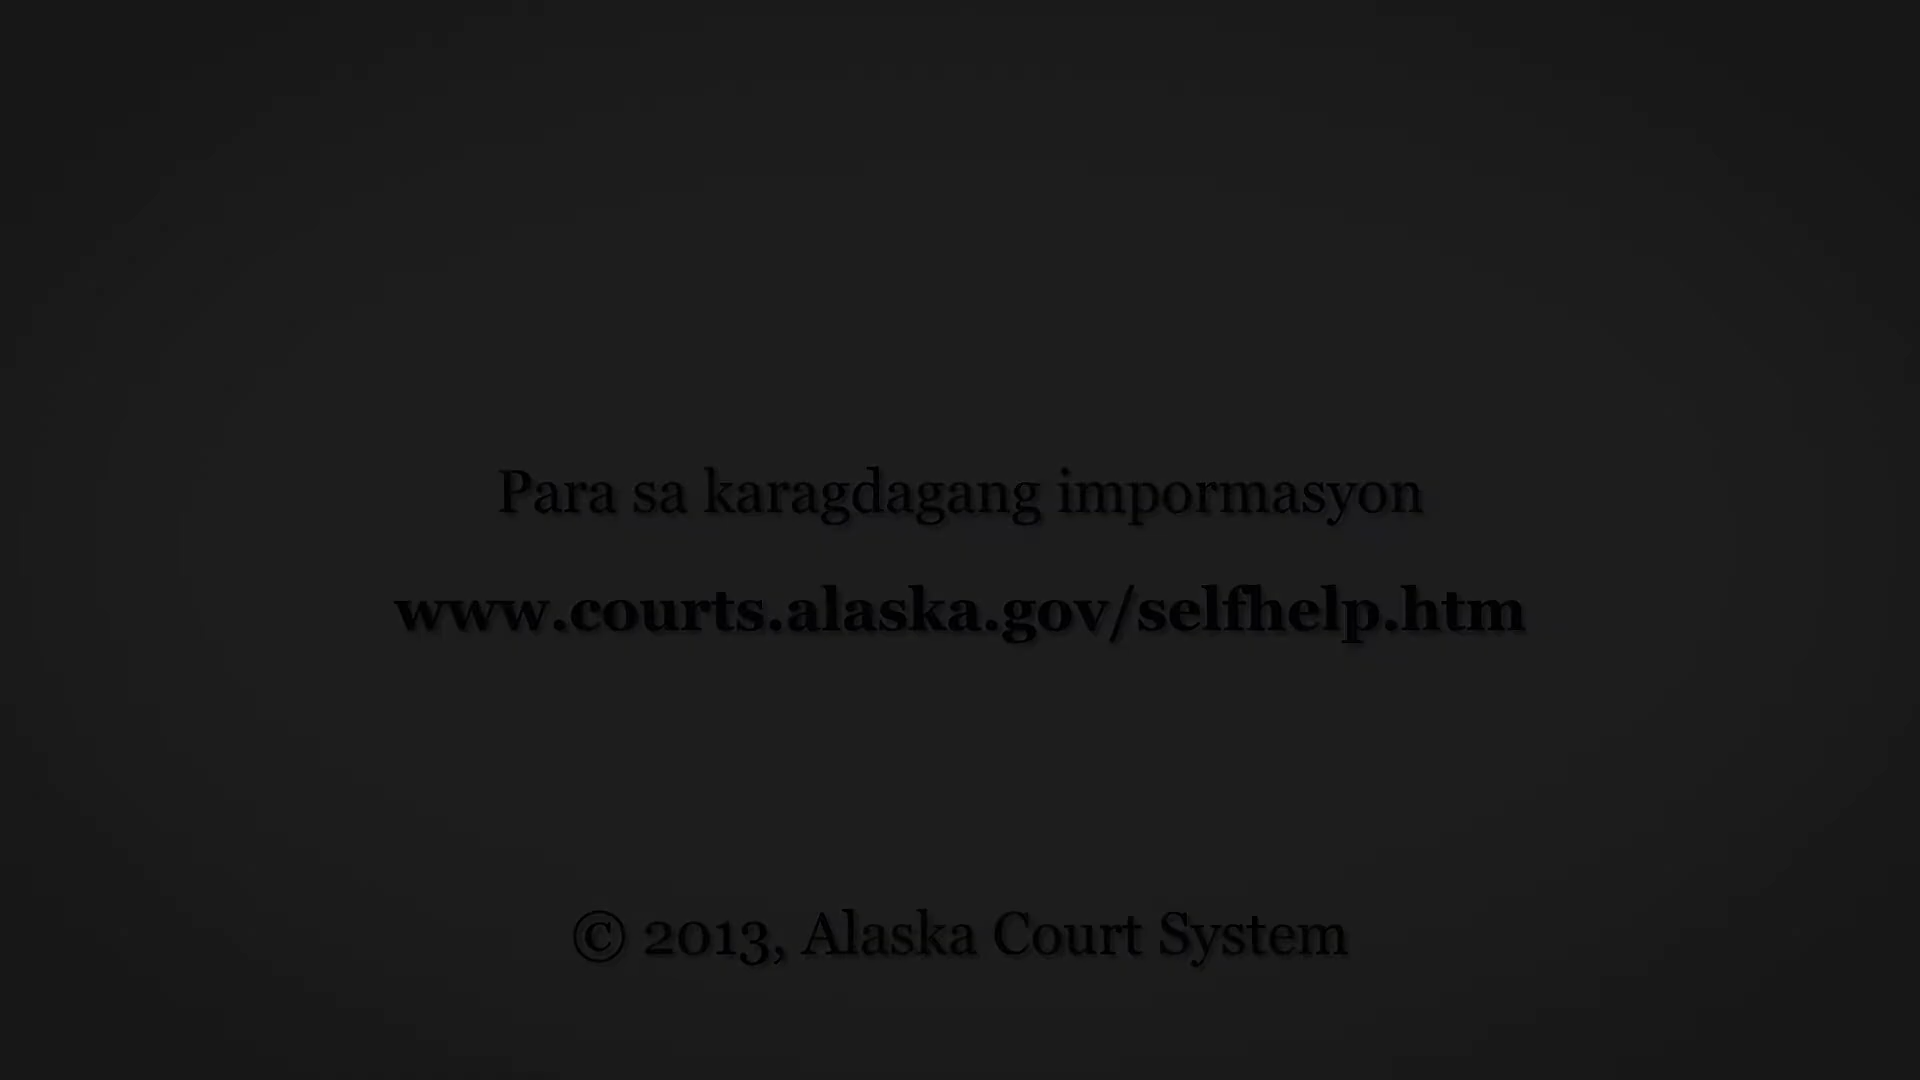 Para sa karagdagang impormasyon
www.courts.alaska.gov/selfhelp.htm
© 2013, Alaska Court System